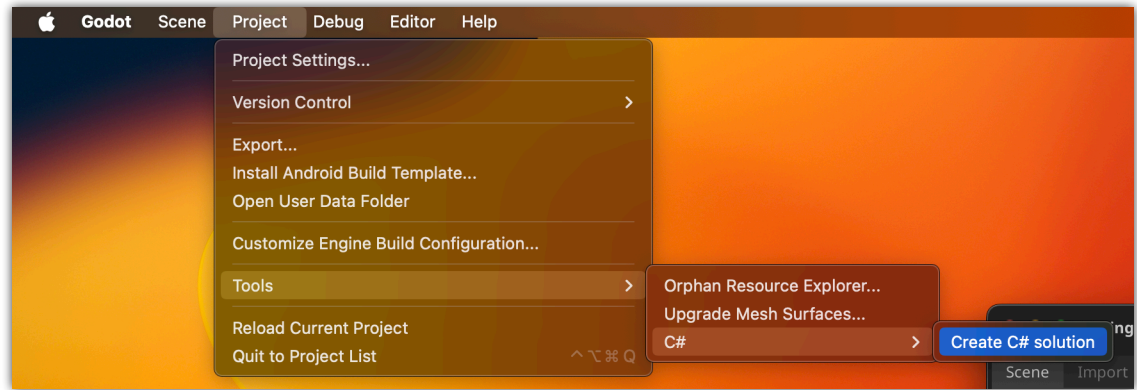 Godot Scene Project Debug Editor Help
Project Settings...
Version Control
Export...
Install Android Build Template...
Open User Data Folder
Customize Engine Build Configuration...
Tools
Orphan Resource Explorer...
Upgrade Mesh Surfaces...
C#
Create C# solution
Reload Current Project
Quit to Project List ^⌥⌘Q
ing
Scene Import